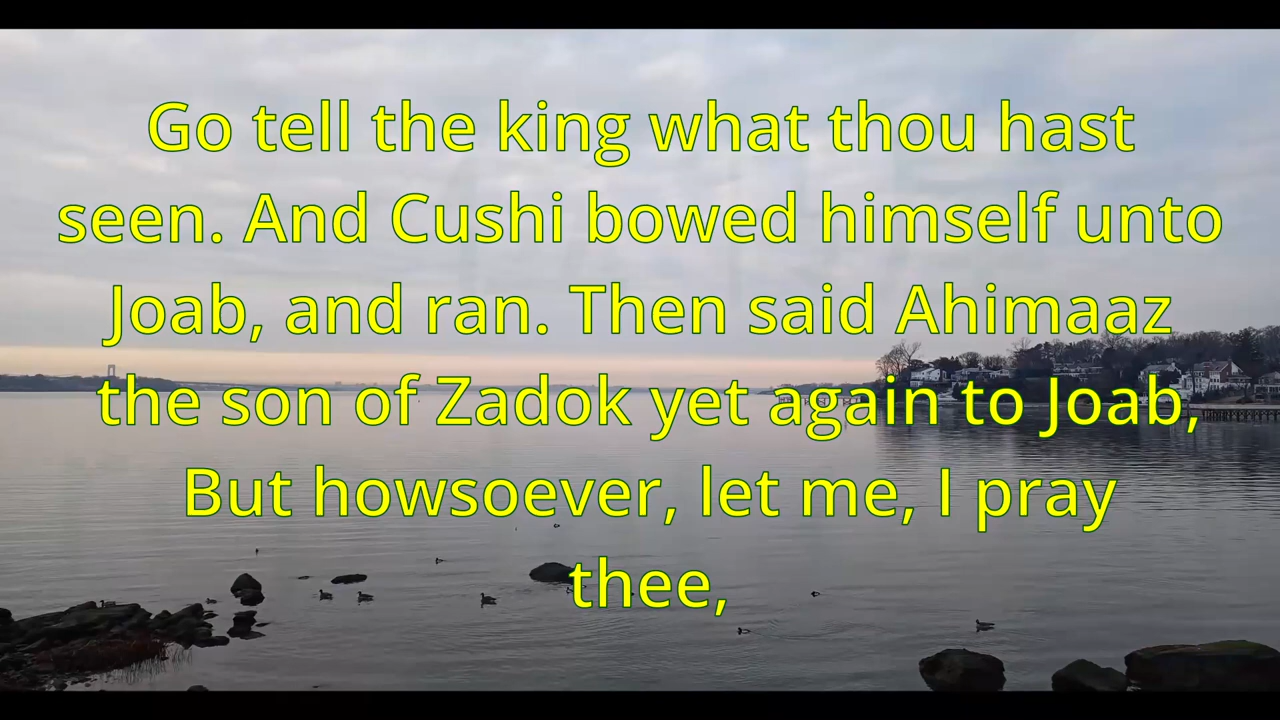 Go tell the king what thou hast
seen. And Cushi bowed himself unto
Joab, and ran. Then said Ahimaaz
the son of Zadok yet again to Joab,
But howsoever, let me, I pray
thee,